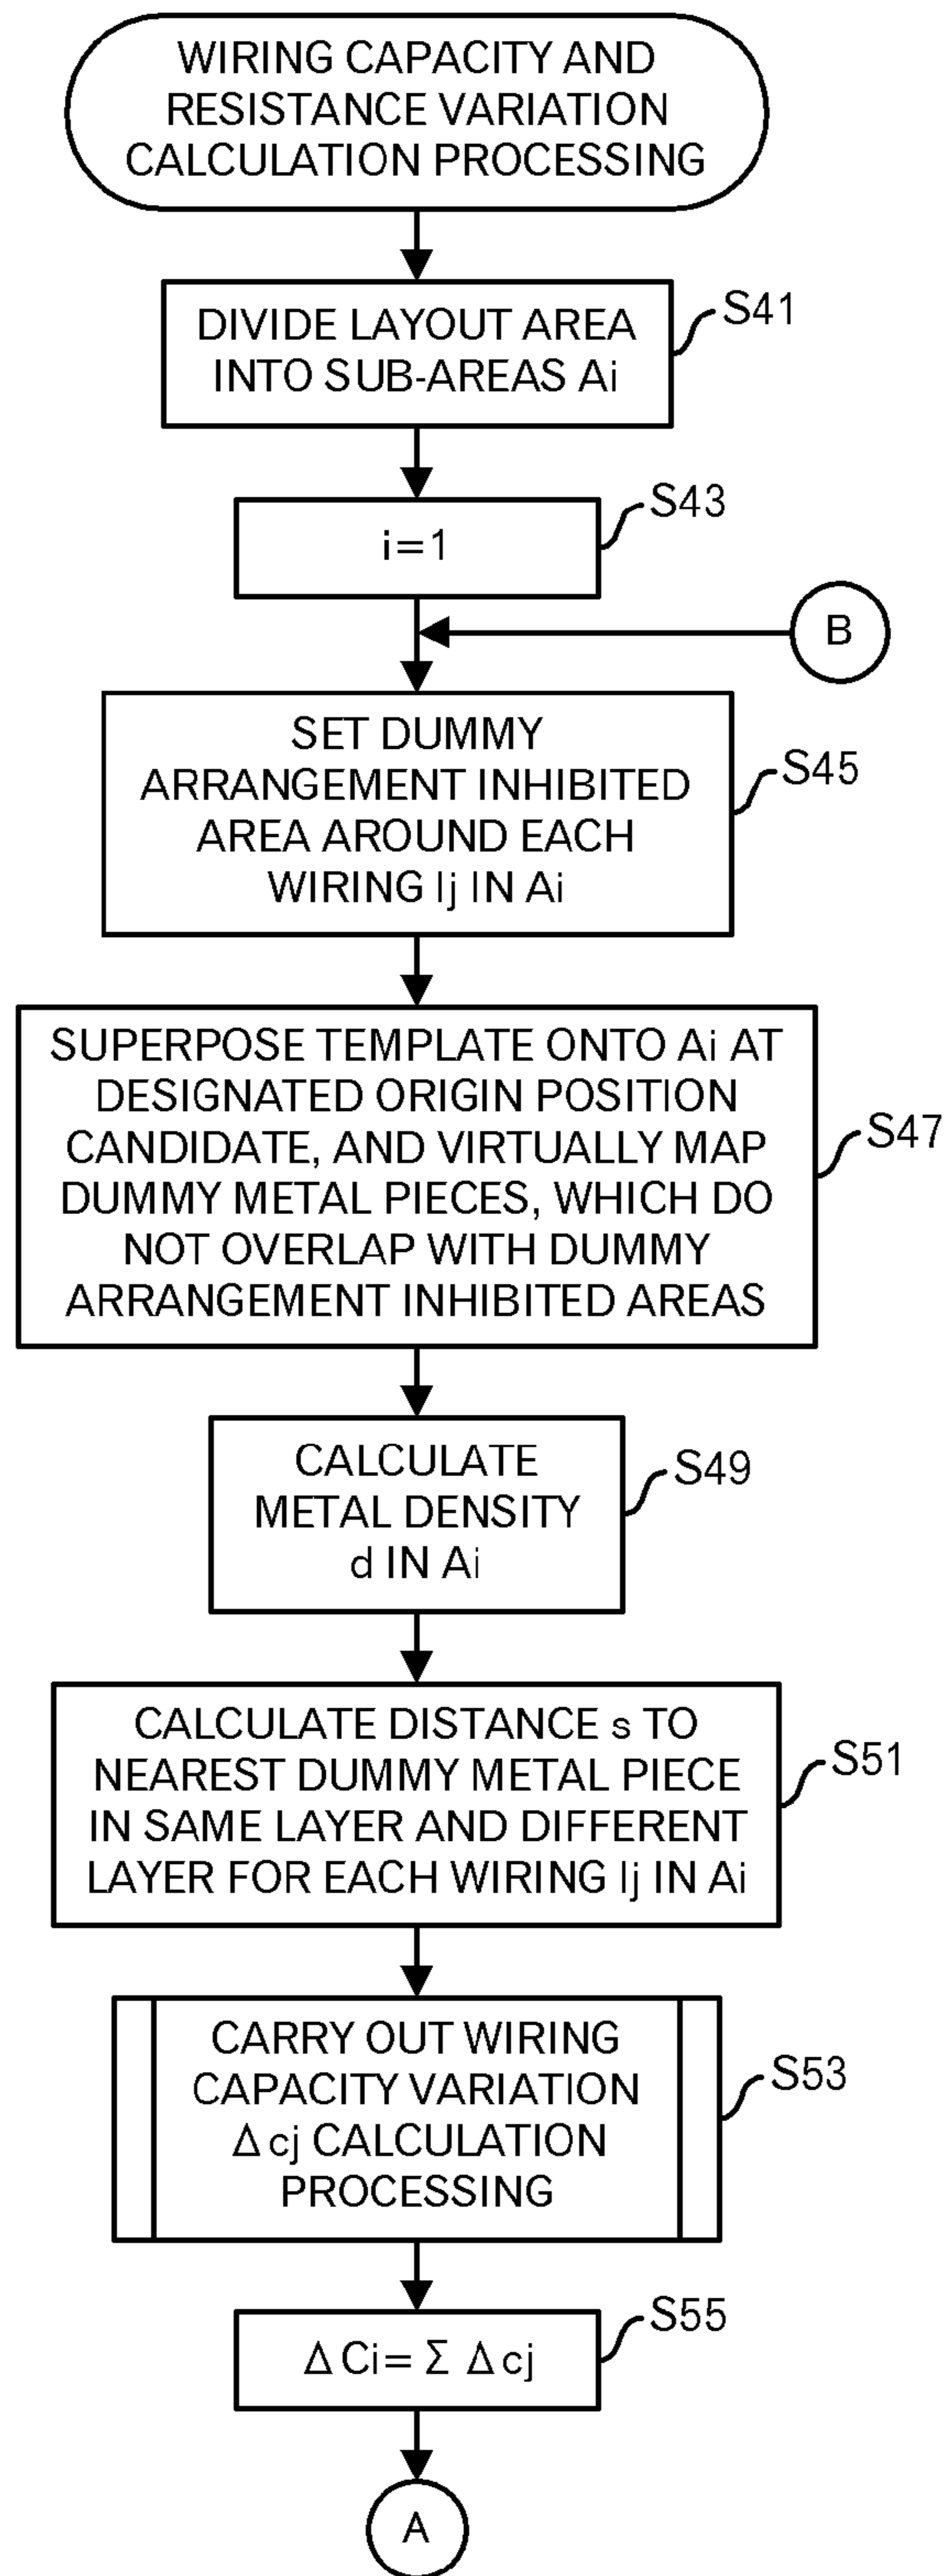 WIRING CAPACITY AND
RESISTANCE VARIATION
CALCULATION PROCESSING
DIVIDE LAYOUT AREA
INTO SUB-AREAS Ai
S41
i=1
S43
B
SET DUMMY
ARRANGEMENT INHIBITED
AREA AROUND EACH
WIRING lj IN Ai
S45
SUPERPOSE TEMPLATE ONTO Ai AT
DESIGNATED ORIGIN POSITION
CANDIDATE, AND VIRTUALLY MAP
DUMMY METAL PIECES, WHICH DO
NOT OVERLAP WITH DUMMY
ARRANGEMENT INHIBITED AREAS
S47
CALCULATE
METAL DENSITY
d IN Ai
S49
CALCULATE DISTANCE s TO
NEAREST DUMMY METAL PIECE
IN SAME LAYER AND DIFFERENT
LAYER FOR EACH WIRING lj IN Ai
S51
CARRY OUT WIRING
CAPACITY VARIATION
Δcj CALCULATION
PROCESSING
S53
ΔCi=Σ Δcj
S55
A